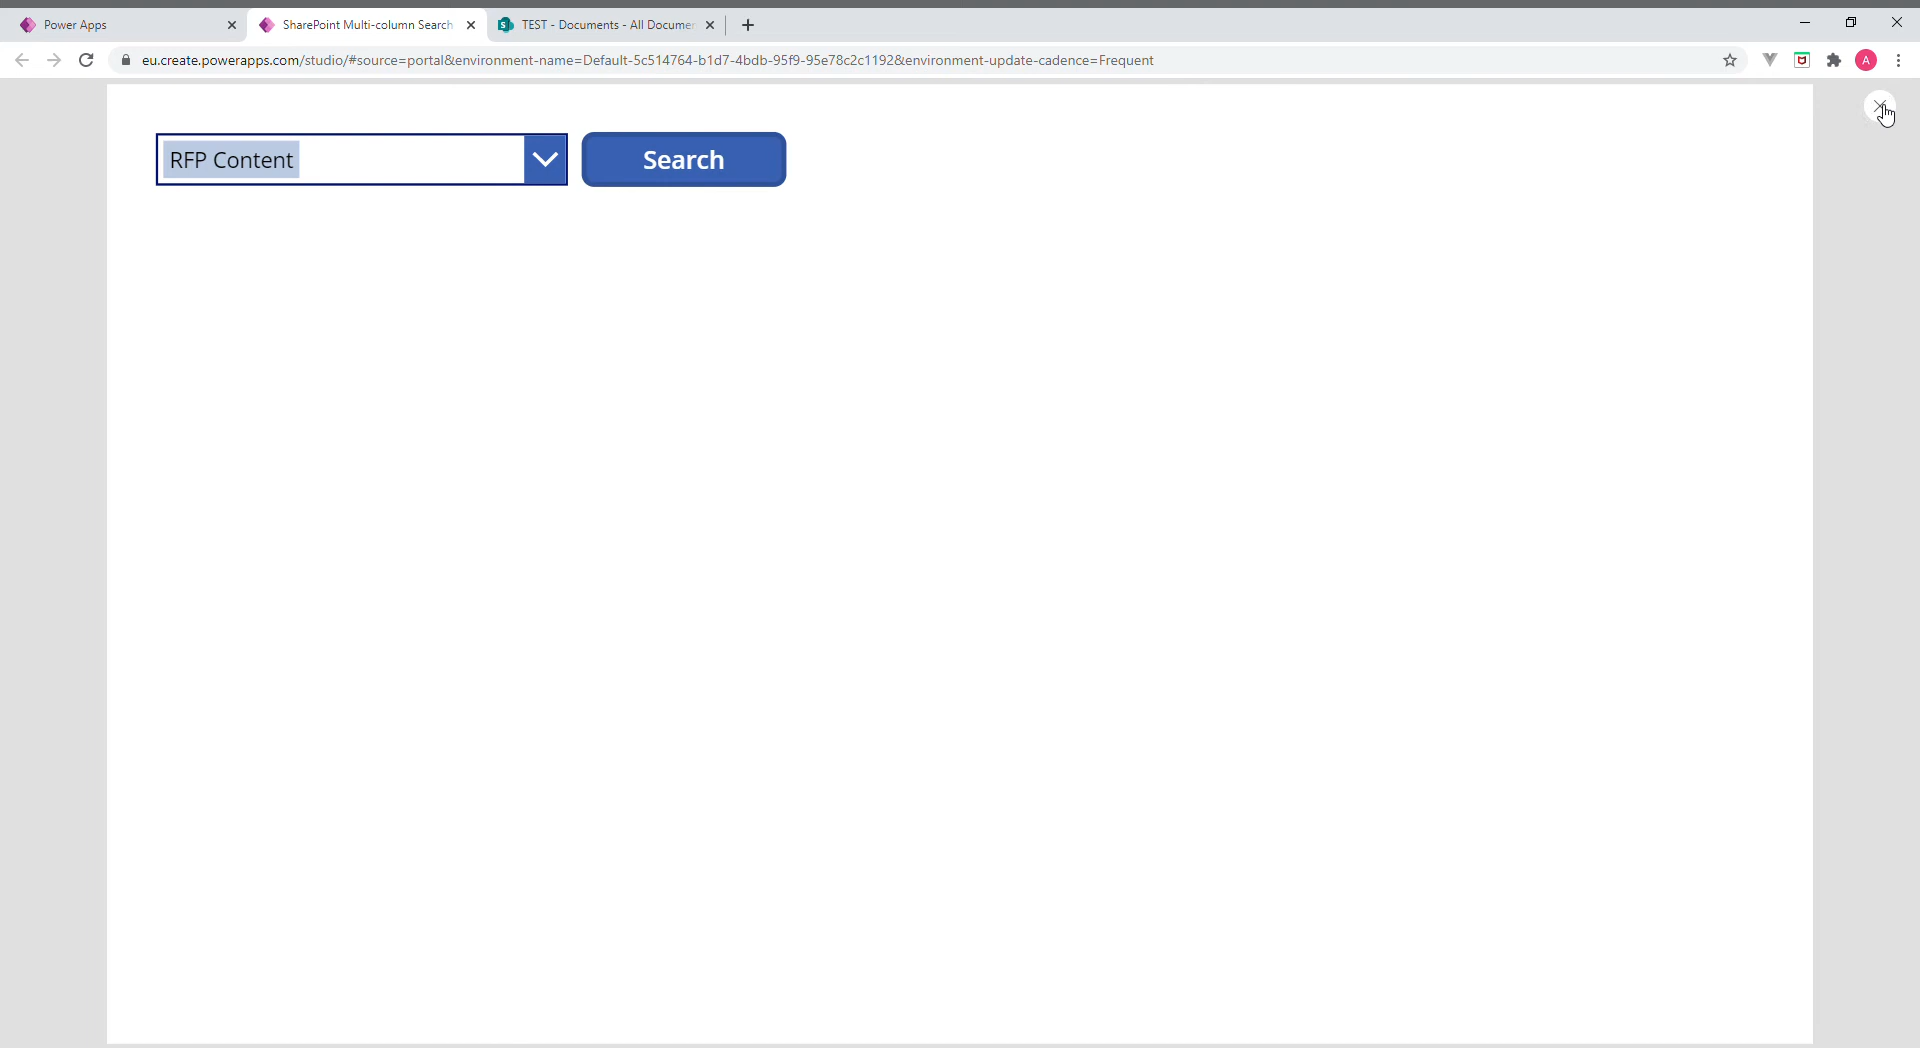 Power Apps
SharePoint Multi-column Search
TEST - Documents - All Documen
eu.create.powerapps.com/studio/#source=portal&environment-name=Default-5c514764-b1d7-4bdb-95f9-95e78c2c1192&environment-update-cadence=Frequent
A
RFP Content
Search